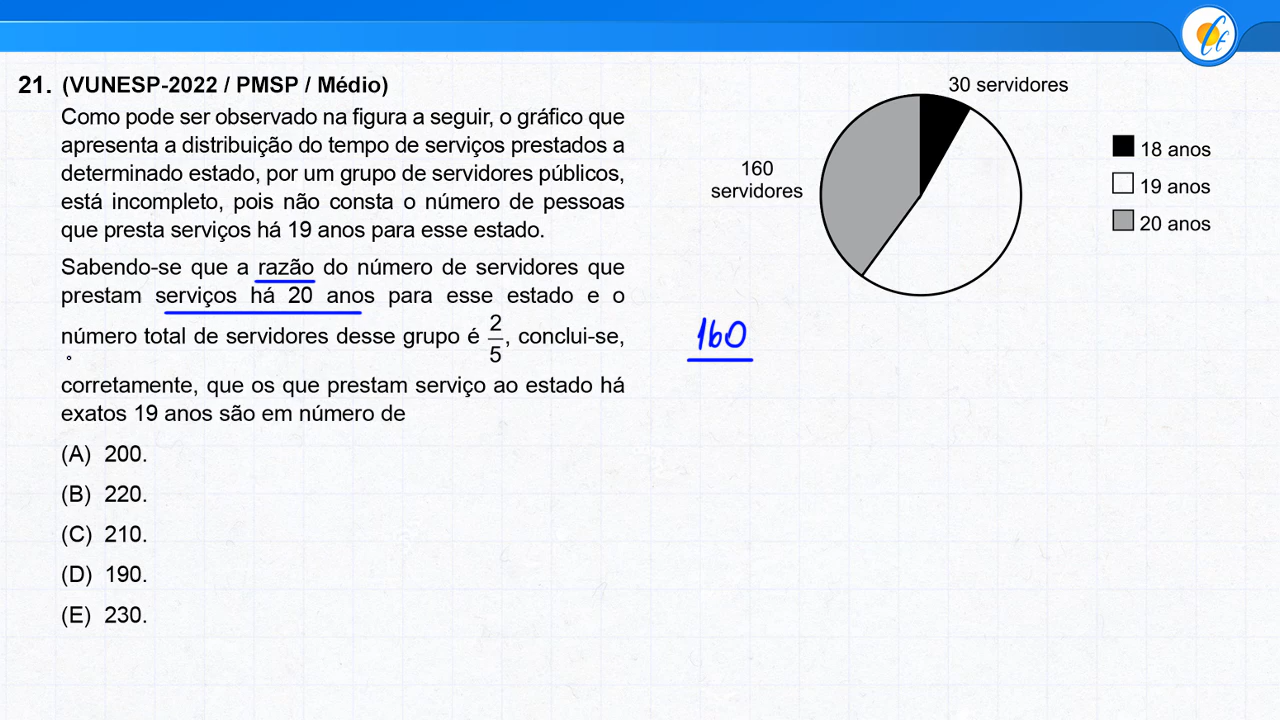 21. (VUNESP-2022 / PMSP / Médio)
Como pode ser observado na figura a seguir, o gráfico que
apresenta a distribuição do tempo de serviços prestados a
determinado estado, por um grupo de servidores públicos,
está incompleto, pois não consta o número de pessoas
que presta serviços há 19 anos para esse estado.
Sabendo-se que a razão do número de servidores que
prestam serviços há 20 anos para esse estado e o
número total de servidores desse grupo é 2/5, conclui-se,
corretamente, que os que prestam serviço ao estado há
exatos 19 anos são em número de
(A) 200.
(B) 220.
(C) 210.
(D) 190.
(E) 230.
30 servidores
160
servidores
18 anos
19 anos
20 anos
160